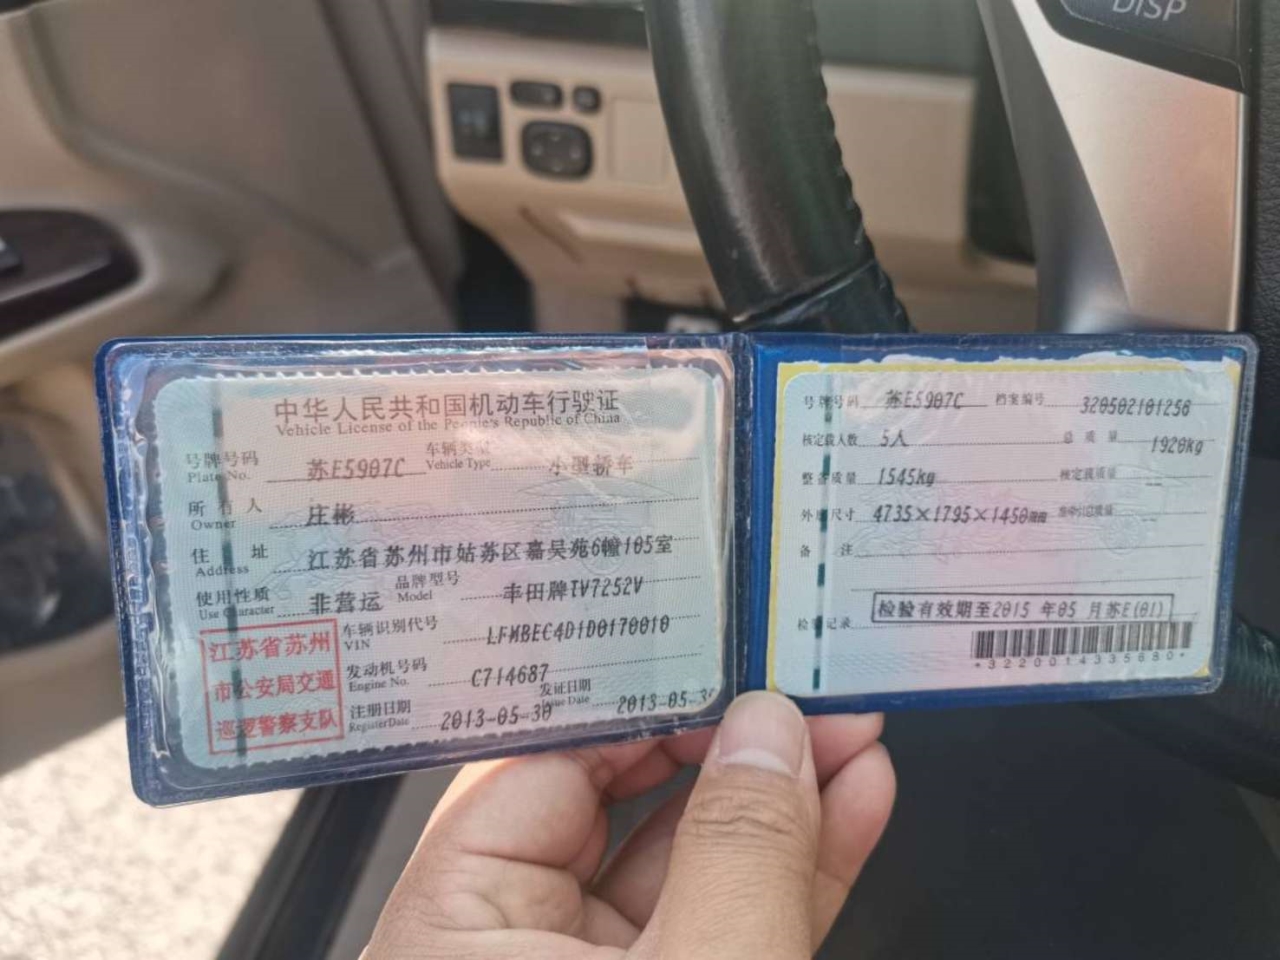 DISP
中华人民共和国机动车行驶证
Vehicle License of the People's Republic of China
号牌号码 苏E5907C 车辆类型 小型轿车
Plate No. Vehicle Type
所有人 庄彬
Owner
住址 江苏省苏州市姑苏区嘉吴苑6幢105室
Address
使用性质 非营运 品牌型号 丰田牌TV7252V
Use Character Model
江苏省苏州
市公安局交通
巡逻警察支队
车辆识别代号 LFMBEC4D1D0170010
VIN
发动机号码 C714687
Engine No.
注册日期 2013-05-30 发证日期 2013-05-
Register Date Issue Date
号牌号码 苏E5907C 档案编号 320502101256
核定载人数 5人 总质量 1920kg
整备质量 1545kg 核定载质量
外廓尺寸 4735×1795×1450mm
备注
检验记录 检验有效期至2015年05月苏E(01)
*3220014335680*